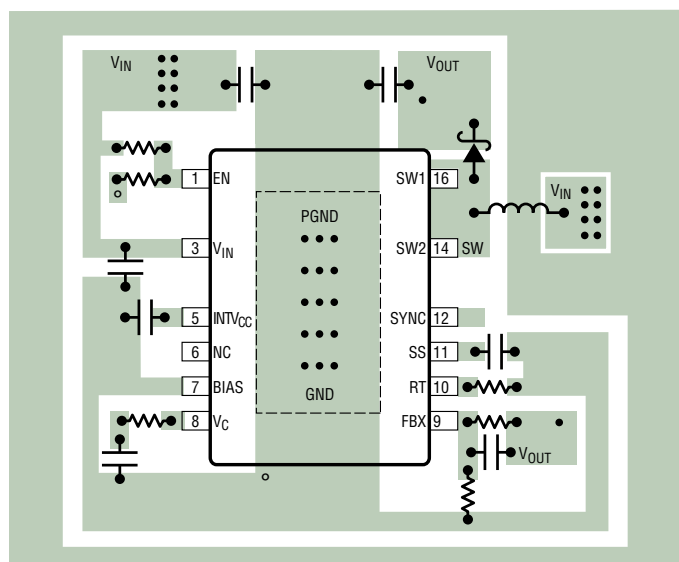 VIN
VOUT
1 EN
SW1 16
VIN
PGND
3 VIN
SW2 14 SW
5 INTVCC
SYNC 12
6 NC
SS 11
7 BIAS
GND
RT 10
8 VC
FBX 9
VOUT